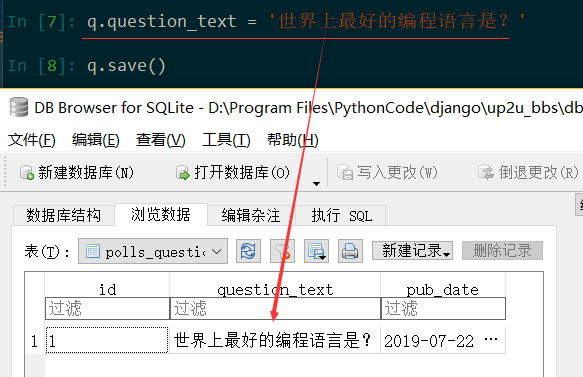 In [7]: q.question_text = '世界上最好的编程语言是？'
In [8]: q.save()
DB Browser for SQLite - D:\Program Files\PythonCode\django\up2u_bbs\db
文件(F) 编辑(E) 查看(V) 工具(T) 帮助(H)
新建数据库(N) 打开数据库(O) 写入更改(W) 倒退更改(R)
数据库结构 浏览数据 编辑杂注 执行 SQL
表(T): polls_questio 新建记录 删除记录
id question_text pub_date
过滤 过滤 过滤
1 1 世界上最好的编程语言是？ 2019-07-22 …